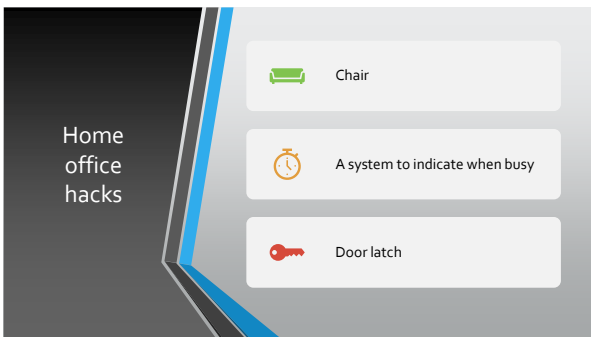 Home
office
hacks
Chair
A system to indicate when busy
Door latch